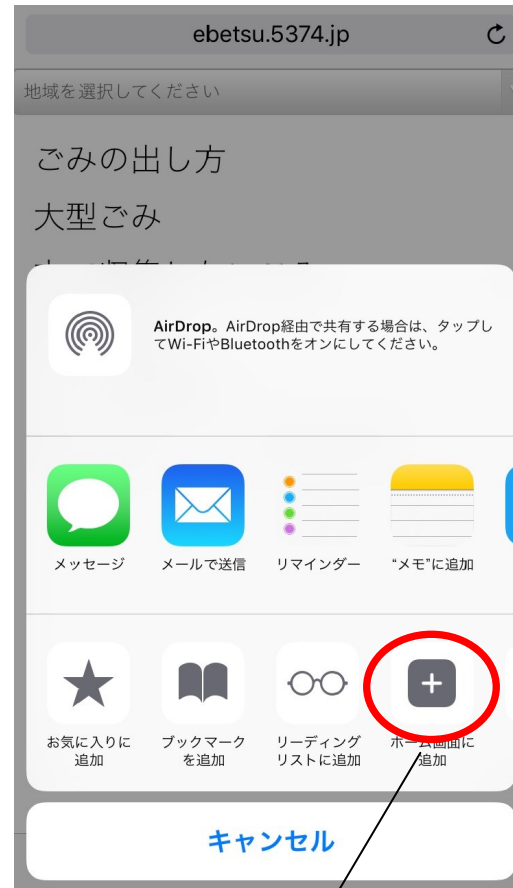 ebetsu.5374.jp
地域を選択してください
ごみの出し方
大型ごみ
AirDrop。AirDrop経由で共有する場合は、タップし
てWi-FiやBluetoothをオンにしてください。
メッセージ
メールで送信
リマインダー
“メモ”に追加
お気に入りに
追加
ブックマーク
を追加
リーディング
リストに追加
ホーム画面に
追加
キャンセル